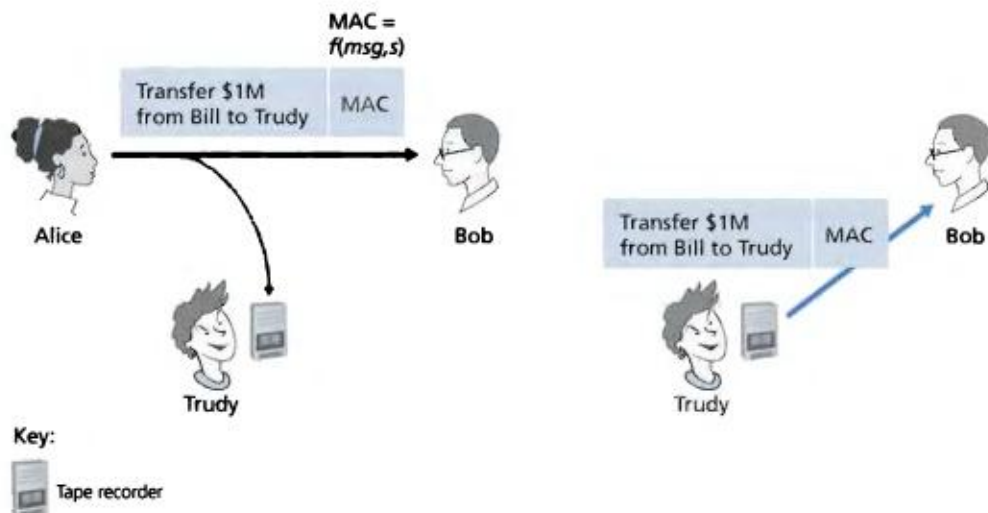 MAC =
f(msg,s)
Transfer $1M
from Bill to Trudy
MAC
Alice
Bob
Trudy
Transfer $1M
from Bill to Trudy
MAC
Bob
Trudy
Key:
Tape recorder